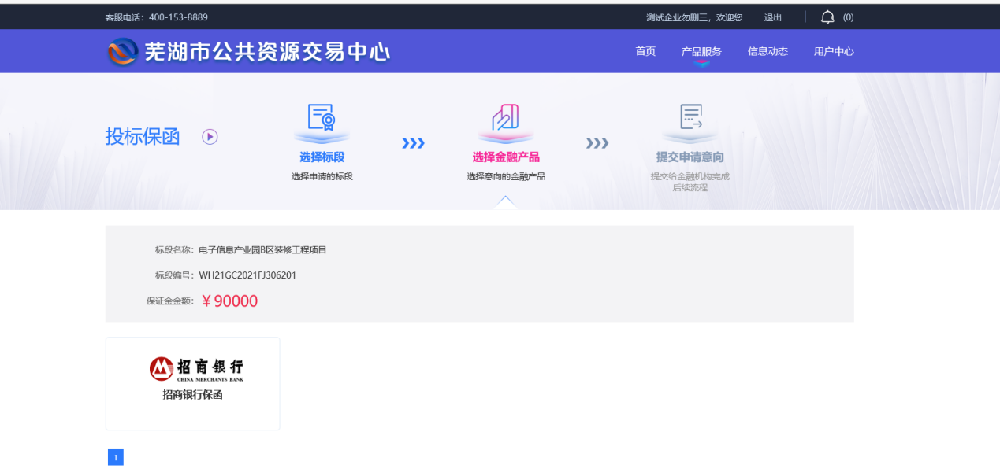 客服电话：400-153-8889
测试企业勿删三，欢迎您 退出 (0)
芜湖市公共资源交易中心
首页 产品服务 信息动态 用户中心
投标保函
选择标段
选择申请的标段
选择金融产品
选择意向的金融产品
提交申请意向
提交给金融机构完成
后续流程
标段名称：电子信息产业园B区装修工程项目
标段编号：WH21GC2021FJ306201
保证金金额：￥90000
招商银行
CHINA MERCHANTS BANK
招商银行保函
1